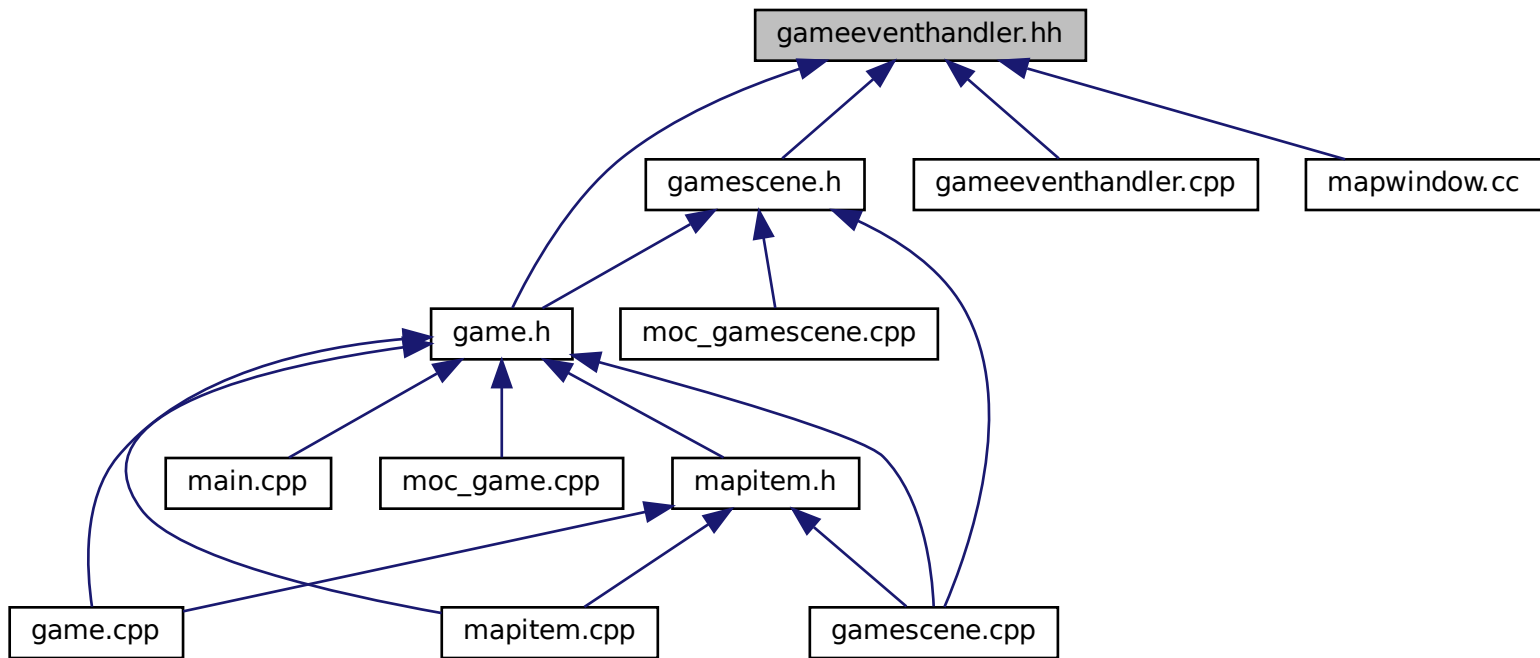 gameeventhandler.hh
gamescene.h
gameeventhandler.cpp
mapwindow.cc
game.h
moc_gamescene.cpp
main.cpp
moc_game.cpp
mapitem.h
game.cpp
mapitem.cpp
gamescene.cpp